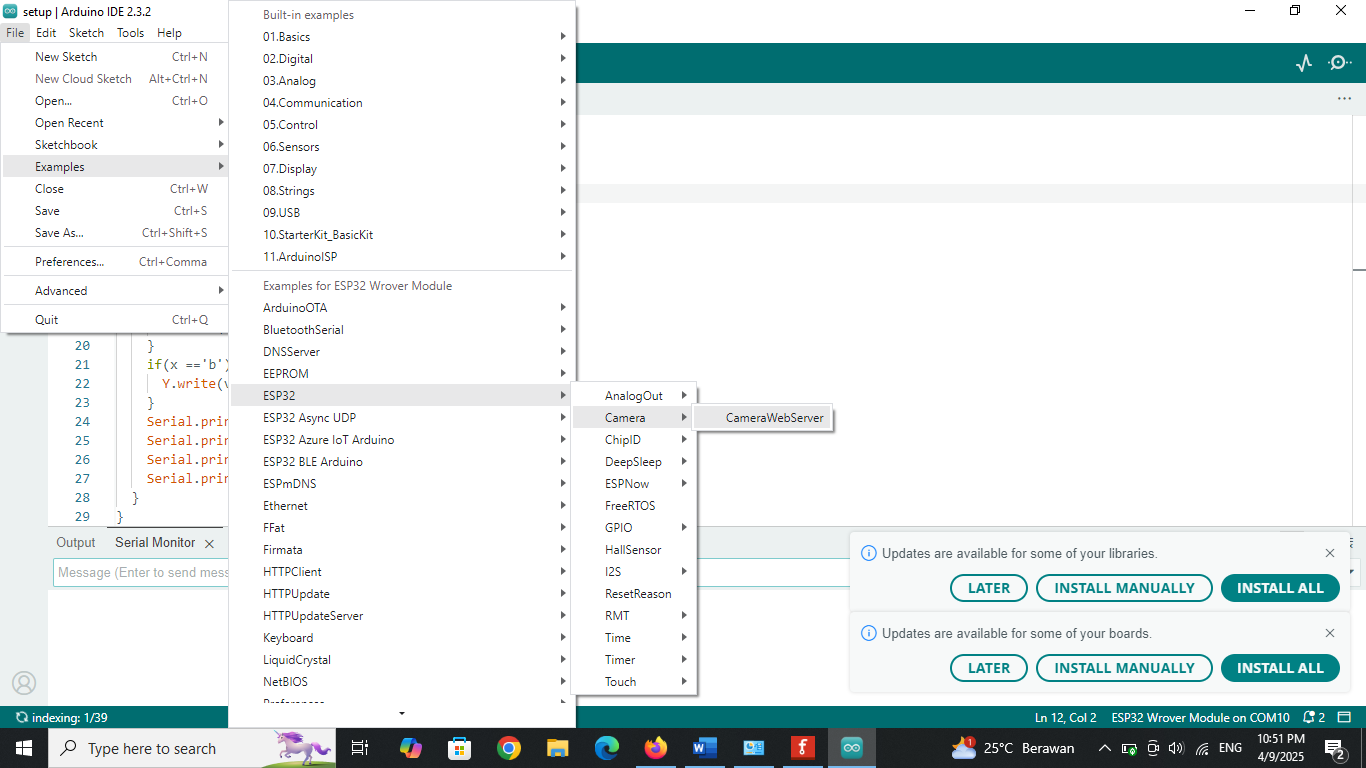 setup | Arduino IDE 2.3.2
File Edit Sketch Tools Help
New Sketch Ctrl+N
New Cloud Sketch Alt+Ctrl+N
Open... Ctrl+O
Open Recent
Sketchbook
Examples
Close Ctrl+W
Save Ctrl+S
Save As... Ctrl+Shift+S
Preferences... Ctrl+Comma
Advanced
Quit Ctrl+Q
Built-in examples
01.Basics
02.Digital
03.Analog
04.Communication
05.Control
06.Sensors
07.Display
08.Strings
09.USB
10.StarterKit_BasicKit
11.ArduinoISP
Examples for ESP32 Wrover Module
ArduinoOTA
BluetoothSerial
DNSServer
EEPROM
ESP32
ESP32 Async UDP
ESP32 Azure IoT Arduino
ESP32 BLE Arduino
ESPmDNS
Ethernet
FFat
Firmata
HTTPClient
HTTPUpdate
HTTPUpdateServer
Keyboard
LiquidCrystal
NetBIOS
Preferences
AnalogOut
Camera
ChipID
DeepSleep
ESPNow
FreeRTOS
GPIO
HallSensor
I2S
ResetReason
RMT
Time
Timer
Touch
CameraWebServer
20 }
21 if(x =='b')
22 Y.write(
23 }
24 Serial.prin
25 Serial.prin
26 Serial.prin
27 Serial.prin
28 }
29 }
Output Serial Monitor
Message (Enter to send mess
Updates are available for some of your libraries.
LATER INSTALL MANUALLY INSTALL ALL
Updates are available for some of your boards.
LATER INSTALL MANUALLY INSTALL ALL
indexing: 1/39 Ln 12, Col 2 ESP32 Wrover Module on COM10 2
Type here to search 1 25°C Berawan ENG 10:51 PM
4/9/2025 2